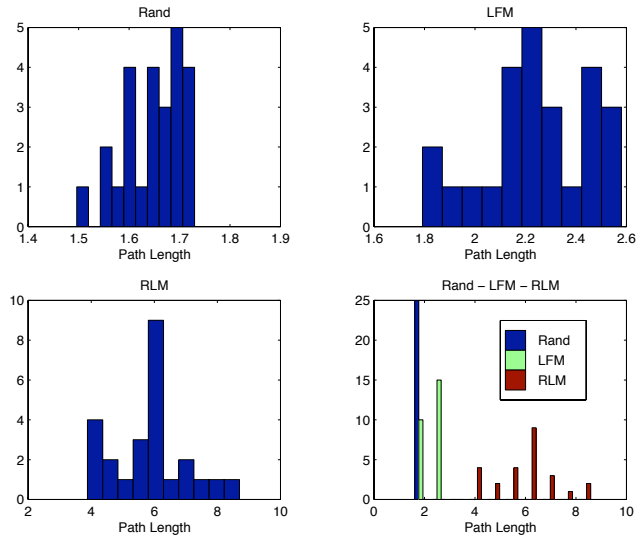 Rand
5
4
3
2
1
0
1.4 1.5 1.6 1.7 1.8 1.9
Path Length
LFM
5
4
3
2
1
0
1.6 1.8 2 2.2 2.4 2.6
Path Length
RLM
10
8
6
4
2
0
2 4 6 8 10
Path Length
Rand − LFM − RLM
25
20
15
10
5
0
0 2 4 6 8 10
Path Length
Rand
LFM
RLM